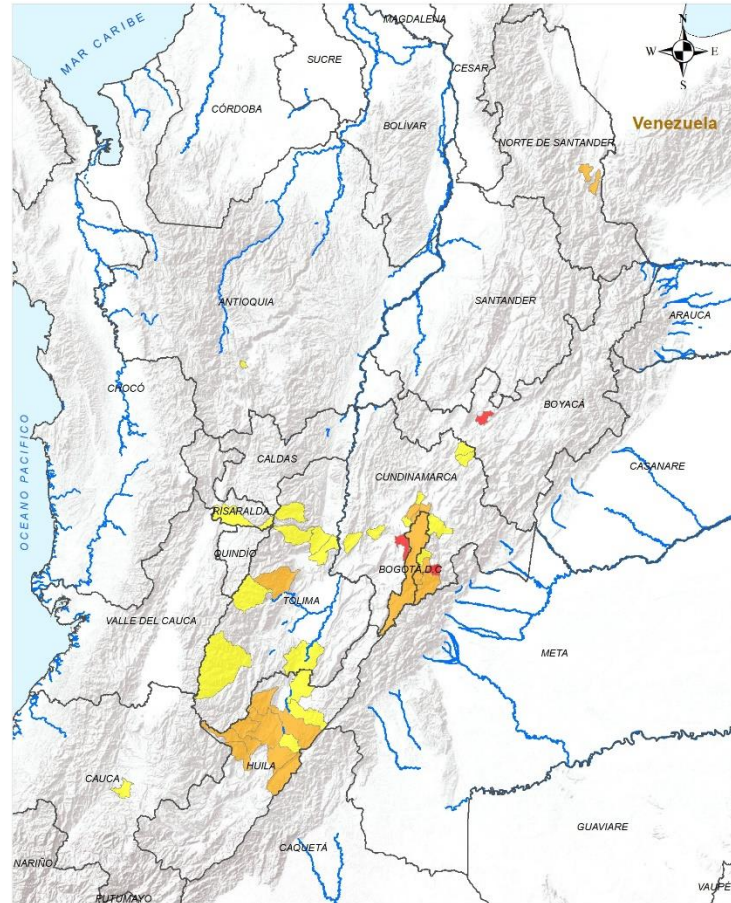 MAGDALENA
N
MAR CARIBE
SUCRE
W
E
CESAR
S
CÓRDOBA
BOLÍVAR
Venezuela
NORTE DE SANTANDER
ANTIOQUIA
SANTANDER
ARAUCA
CHOCÓ
BOYACÁ
OCEANO PACIFICO
CALDAS
CASANARE
CUNDINAMARCA
RISARALDA
QUINDÍO
BOGOTÁ, D.C
TOLIMA
VALLE DEL CAUCA
META
HUILA
CAUCA
GUAVIARE
CAQUETÁ
NARIÑO
PUTUMAYO
VAUPÉ